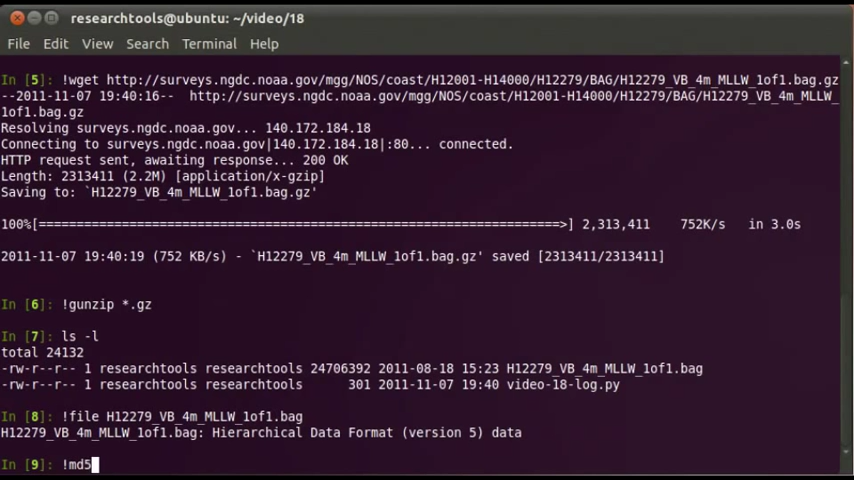 researchtools@ubuntu: ~/video/18
File Edit View Search Terminal Help
In [5]: !wget http://surveys.ngdc.noaa.gov/mgg/NOS/coast/H12001-H14000/H12279/BAG/H12279_VB_4m_MLLW_1of1.bag.gz
--2011-11-07 19:40:16-- http://surveys.ngdc.noaa.gov/mgg/NOS/coast/H12001-H14000/H12279/BAG/H12279_VB_4m_MLLW_
1of1.bag.gz
Resolving surveys.ngdc.noaa.gov... 140.172.184.18
Connecting to surveys.ngdc.noaa.gov|140.172.184.18|:80... connected.
HTTP request sent, awaiting response... 200 OK
Length: 2313411 (2.2M) [application/x-gzip]
Saving to: `H12279_VB_4m_MLLW_1of1.bag.gz'
100%[======================================================================>] 2,313,411 752K/s in 3.0s
2011-11-07 19:40:19 (752 KB/s) - `H12279_VB_4m_MLLW_1of1.bag.gz' saved [2313411/2313411]
In [6]: !gunzip *.gz
In [7]: ls -l
total 24132
-rw-r--r-- 1 researchtools researchtools 24706392 2011-08-18 15:23 H12279_VB_4m_MLLW_1of1.bag
-rw-r--r-- 1 researchtools researchtools 301 2011-11-07 19:40 video-18-log.py
In [8]: !file H12279_VB_4m_MLLW_1of1.bag
H12279_VB_4m_MLLW_1of1.bag: Hierarchical Data Format (version 5) data
In [9]: !md5